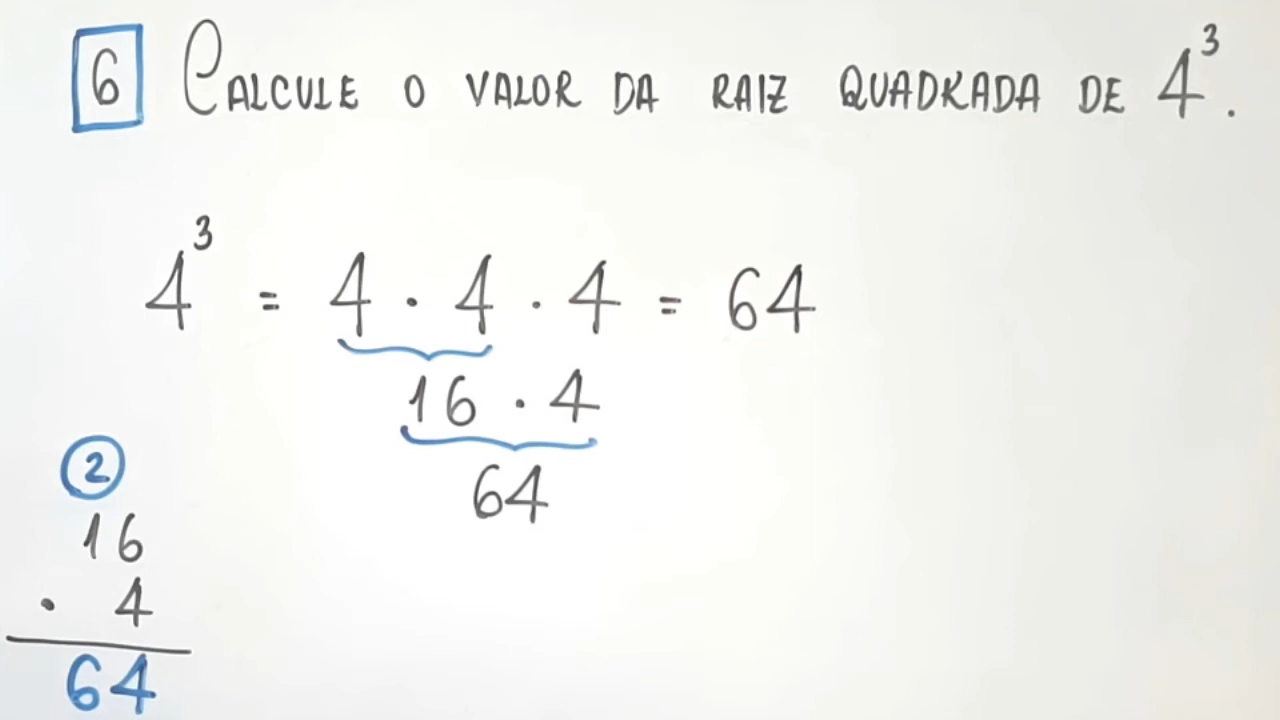 6 CALCULE O VALOR DA RAIZ QUADRADA DE 4³.
4³ = 4 · 4 · 4 = 64
16 · 4
64
2
16
· 4
64